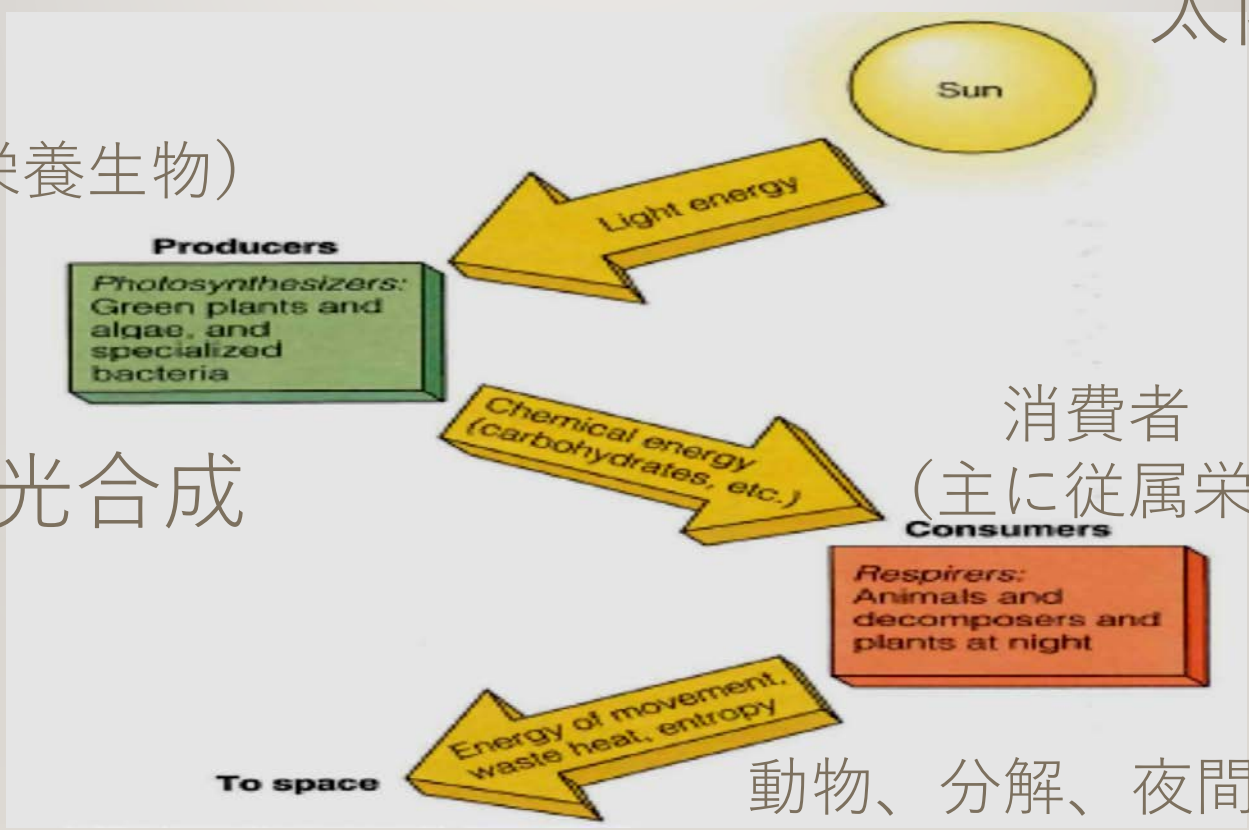 Sun
栄養生物）
Light energy
Producers
Photosynthesizers:
Green plants and
algae, and
specialized
bacteria
Chemical energy
(carbohydrates, etc.)
消費者
光合成
（主に従属栄
Consumers
Respirers:
Animals and
decomposers and
plants at night
Energy of movement,
waste heat, entropy
To space
動物、分解、夜間